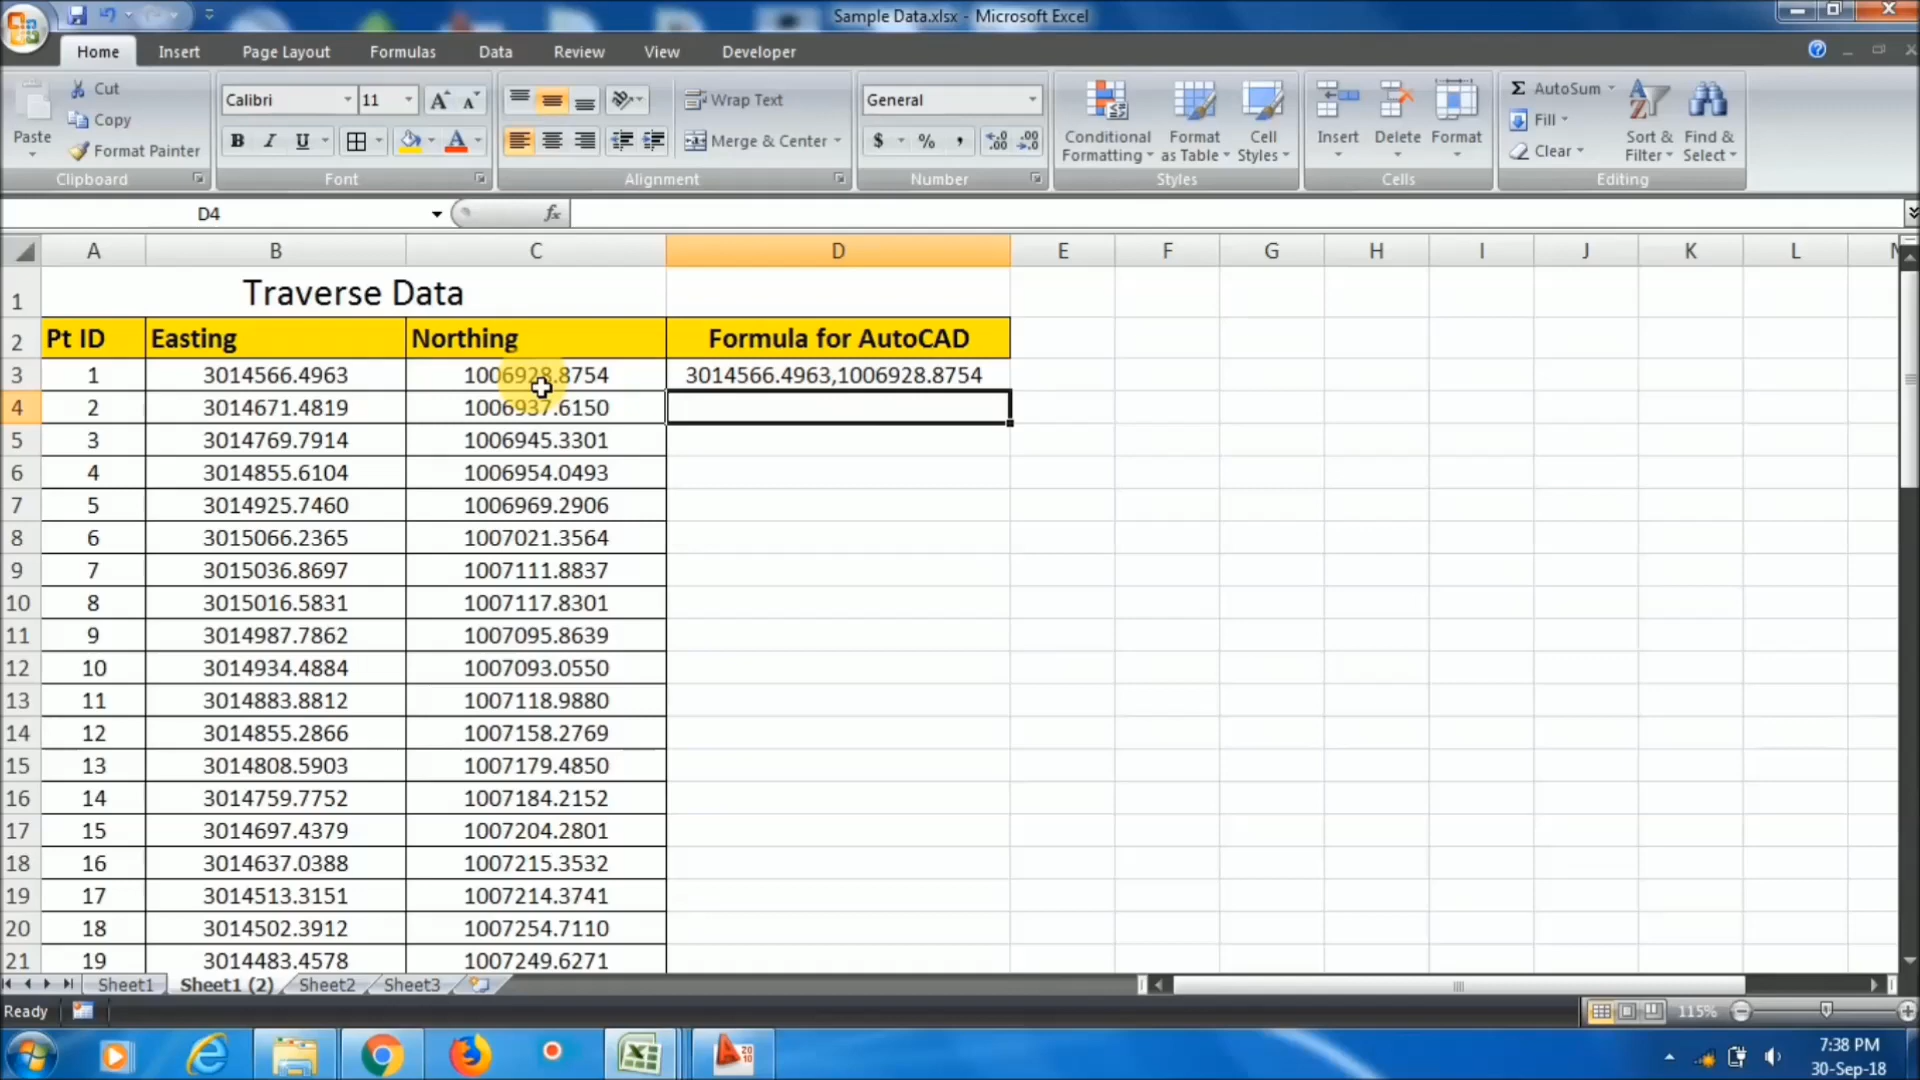 Sample Data.xlsx - Microsoft Excel
Home Insert Page Layout Formulas Data Review View Developer
Cut
Copy
Format Painter
Paste
Clipboard
Calibri 11
B I U
Font
Wrap Text
Merge & Center
Alignment
General
$ % ,
Number
Conditional Formatting
Format as Table
Cell Styles
Styles
Insert Delete Format
Cells
AutoSum
Fill
Clear
Sort & Filter
Find & Select
Editing
D4 fx
A B C D E F G H I J K L
1 Traverse Data
2 Pt ID Easting Northing Formula for AutoCAD
3 1 3014566.4963 1006928.8754 3014566.4963,1006928.8754
4 2 3014671.4819 1006937.6150
5 3 3014769.7914 1006945.3301
6 4 3014855.6104 1006954.0493
7 5 3014925.7460 1006969.2906
8 6 3015066.2365 1007021.3564
9 7 3015036.8697 1007111.8837
10 8 3015016.5831 1007117.8301
11 9 3014987.7862 1007095.8639
12 10 3014934.4884 1007093.0550
13 11 3014883.8812 1007118.9880
14 12 3014855.2866 1007158.2769
15 13 3014808.5903 1007179.4850
16 14 3014759.7752 1007184.2152
17 15 3014697.4379 1007204.2801
18 16 3014637.0388 1007215.3532
19 17 3014513.3151 1007214.3741
20 18 3014502.3912 1007254.7110
21 19 3014483.4578 1007249.6271
Sheet1 Sheet1 (2) Sheet2 Sheet3
Ready 115%
7:38 PM
30-Sep-18